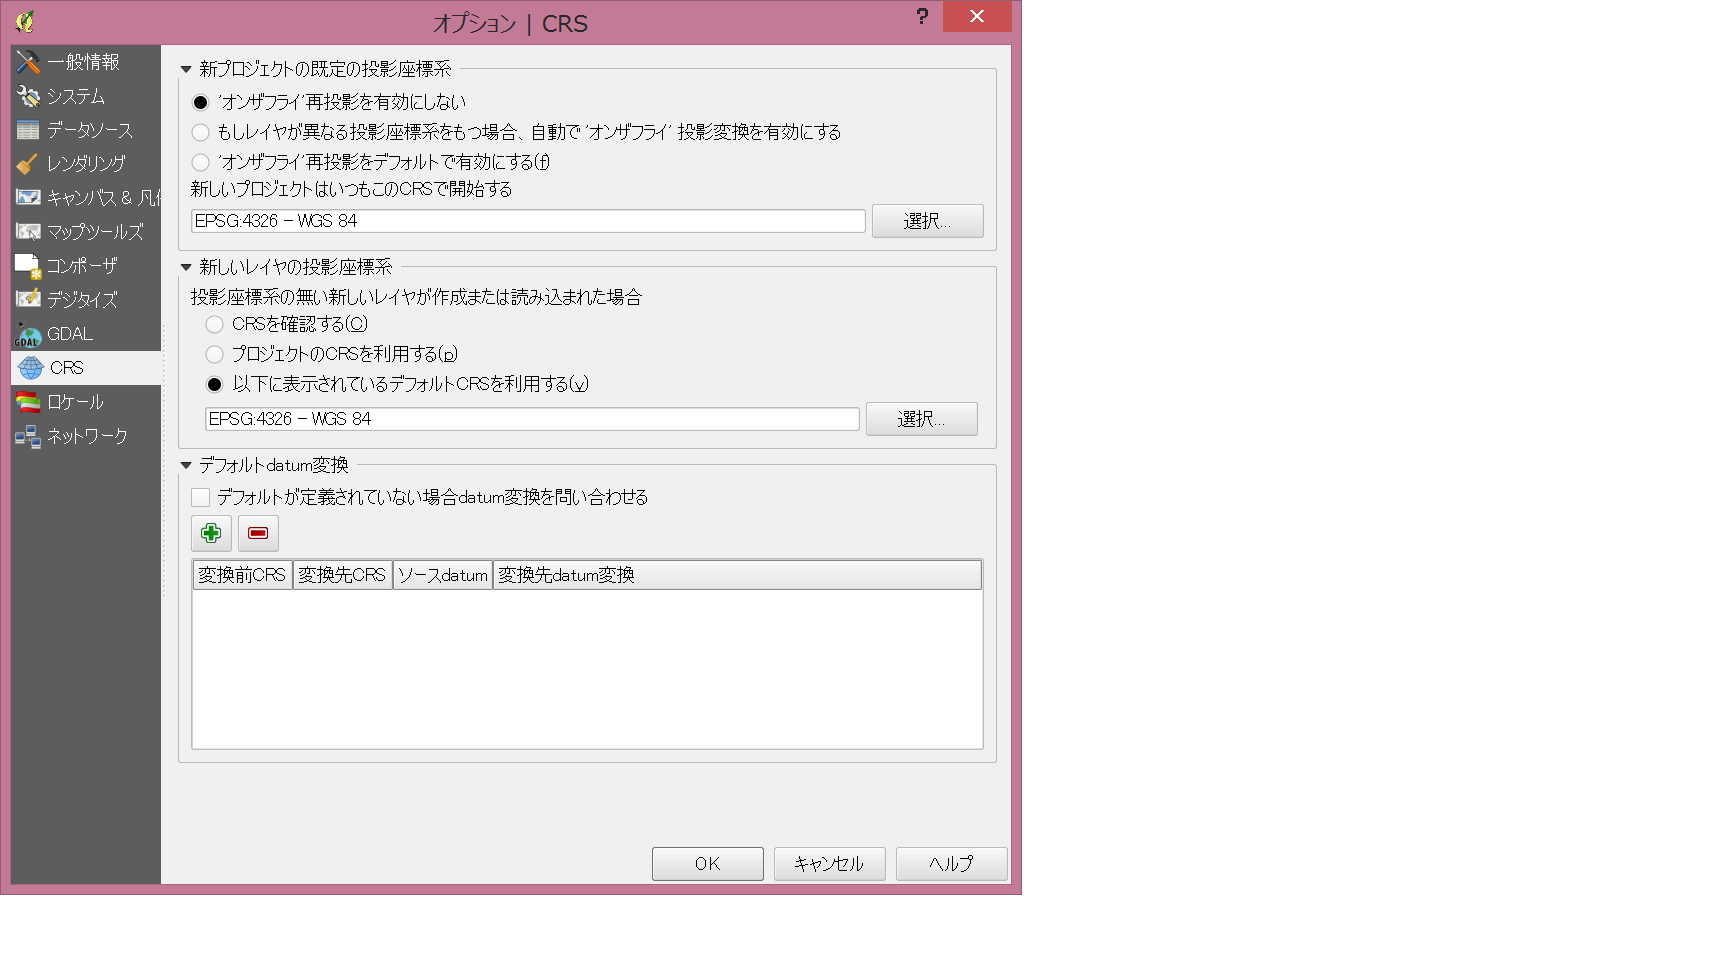 オプション | CRS
?
一般情報
システム
データソース
レンダリング
キャンバス & 凡
マップツールズ
コンポーザ
デジタイズ
GDAL
CRS
ロケール
ネットワーク
新プロジェクトの既定の投影座標系
'オンザフライ'再投影を有効にしない
もしレイヤが異なる投影座標系をもつ場合、自動で 'オンザフライ' 投影変換を有効にする
'オンザフライ'再投影をデフォルトで有効にする(f)
新しいプロジェクトはいつもこのCRSで開始する
EPSG:4326 - WGS 84
選択...
新しいレイヤの投影座標系
投影座標系の無い新しいレイヤが作成または読み込まれた場合
CRSを確認する(C)
プロジェクトのCRSを利用する(p)
以下に表示されているデフォルトCRSを利用する(v)
EPSG:4326 - WGS 84
選択...
デフォルトdatum変換
デフォルトが定義されていない場合datum変換を問い合わせる
変換前CRS 変換先CRS ソースdatum 変換先datum変換
OK キャンセル ヘルプ